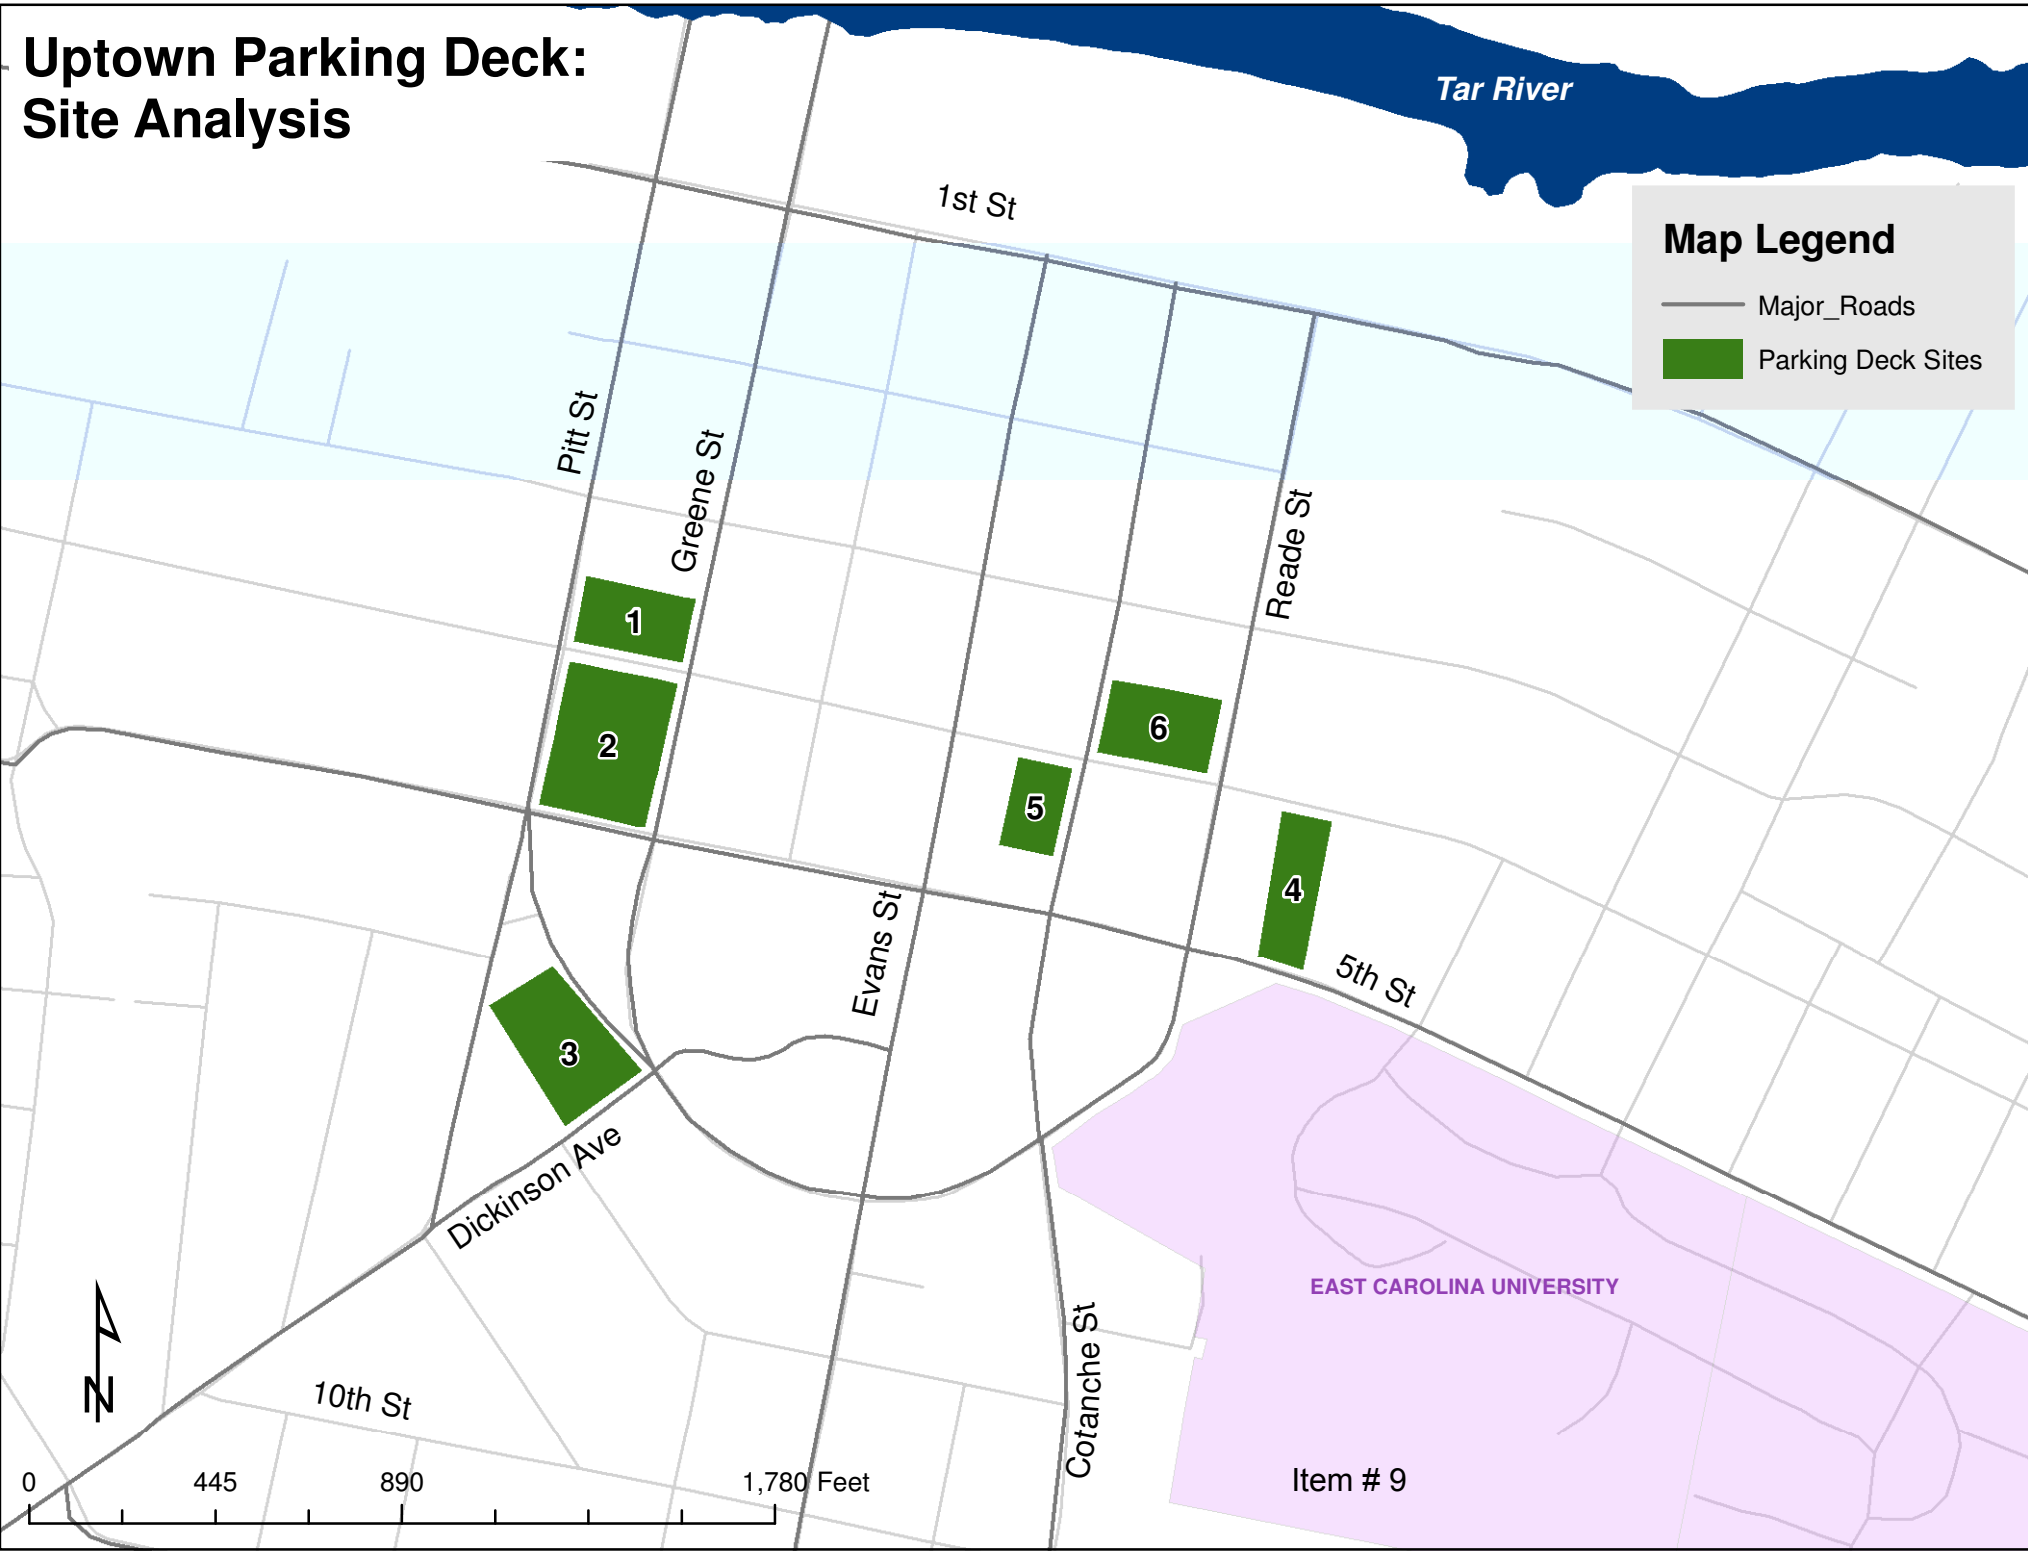 Uptown Parking Deck:
Site Analysis
Tar River
1st St
Map Legend
Major_Roads
Parking Deck Sites
Pitt St
Greene St
Reade St
1
2
6
5
4
3
Evans St
5th St
Dickinson Ave
EAST CAROLINA UNIVERSITY
Cotanche St
10th St
N
0 445 890 1,780 Feet
Item # 9